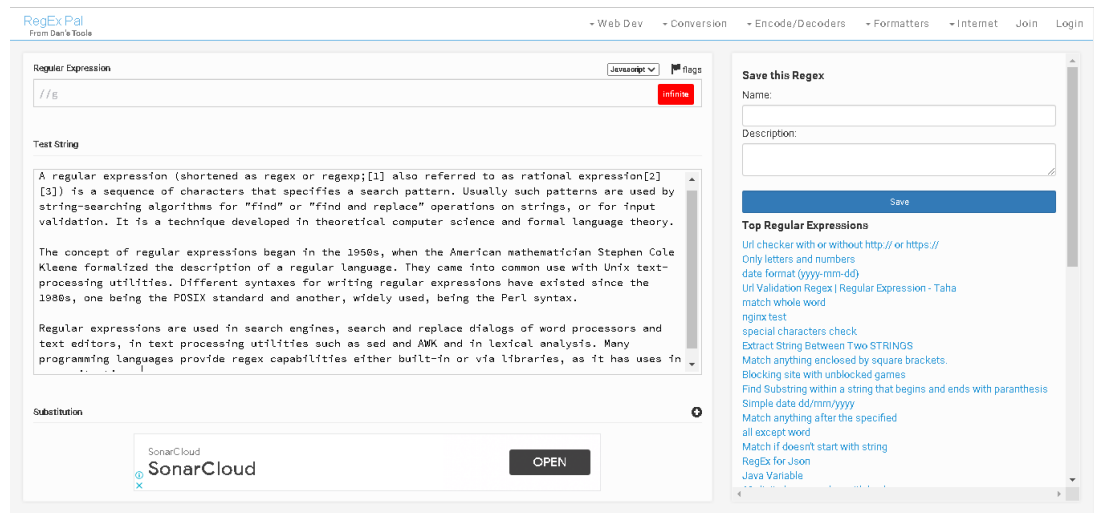 RegEx Pal
From Dan's Tools
Web Dev Conversion Encode/Decoders Formatters Internet Join Login
Regular Expression
Javascript flags
//g
infinite
Test String
A regular expression (shortened as regex or regexp;[1] also referred to as rational expression[2]
[3]) is a sequence of characters that specifies a search pattern. Usually such patterns are used by
string-searching algorithms for "find" or "find and replace" operations on strings, or for input
validation. It is a technique developed in theoretical computer science and formal language theory.
The concept of regular expressions began in the 1950s, when the American mathematician Stephen Cole
Kleene formalized the description of a regular language. They came into common use with Unix text-
processing utilities. Different syntaxes for writing regular expressions have existed since the
1980s, one being the POSIX standard and another, widely used, being the Perl syntax.
Regular expressions are used in search engines, search and replace dialogs of word processors and
text editors, in text processing utilities such as sed and AWK and in lexical analysis. Many
programming languages provide regex capabilities either built-in or via libraries, as it has uses in
Substitution
SonarCloud
SonarCloud
OPEN
Save this Regex
Name:
Description:
Save
Top Regular Expressions
Url checker with or without http:// or https://
Only letters and numbers
date format (yyyy-mm-dd)
Url Validation Regex | Regular Expression - Taha
match whole word
nginx test
special characters check
Extract String Between Two STRINGS
Match anything enclosed by square brackets.
Blocking site with unblocked games
Find Substring within a string that begins and ends with paranthesis
Simple date dd/mm/yyyy
Match anything after the specified
all except word
Match if doesn't start with string
RegEx for Json
Java Variable